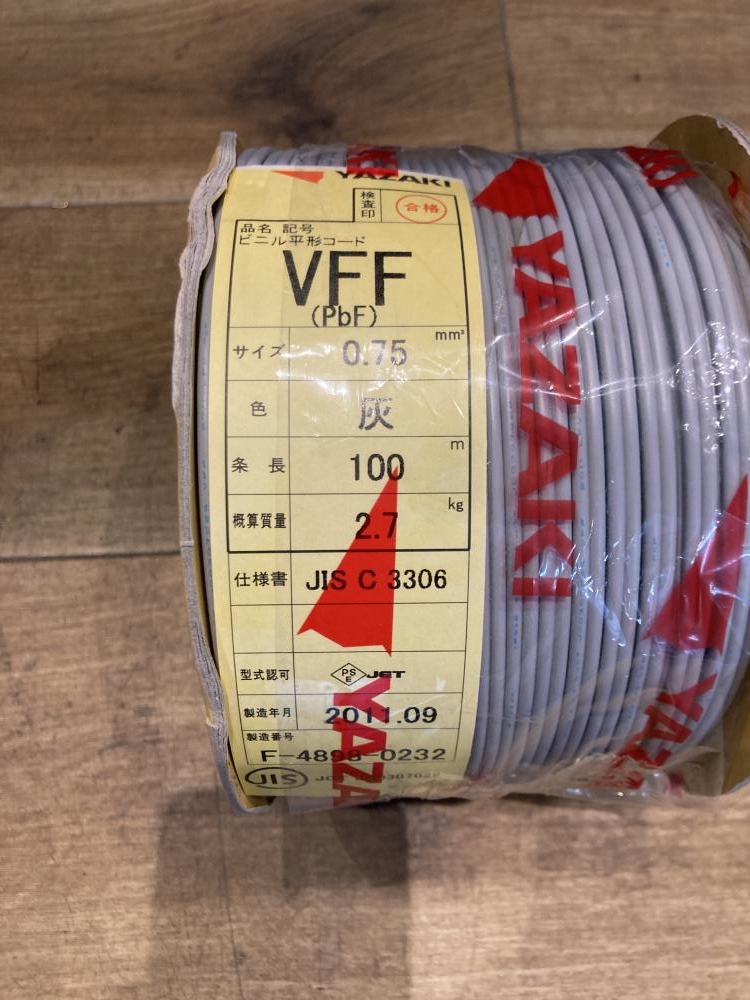 YAZAKI
検査印 合格
品名 記号
ビニル平形コード
VFF
(PbF)
サイズ 0.75 mm²
色 灰
条長 100 m
概算質量 2.7 kg
仕様書 JIS C 3306
型式認可 PS E JET
製造年月 2011.09
製造番号
F-4898-0232
JIS
YAZAKI
YAZAKI